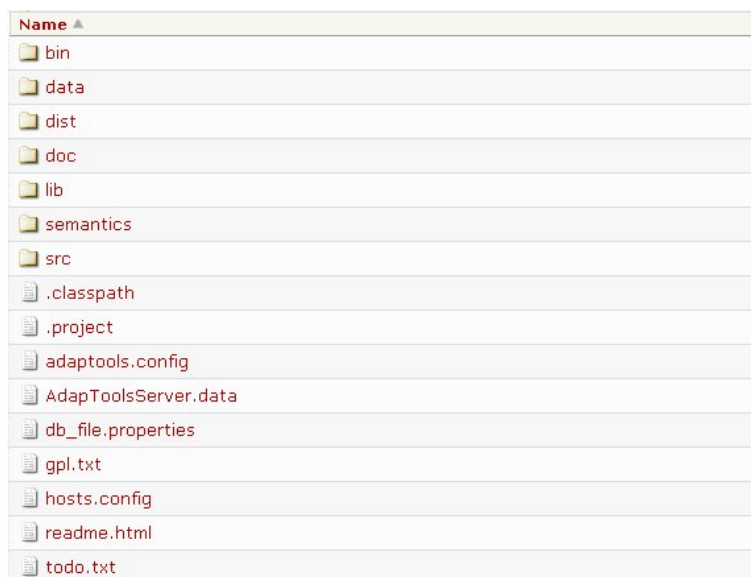 Name
bin
data
dist
doc
lib
semantics
src
.classpath
.project
adaptools.config
AdapToolsServer.data
db_file.properties
gpl.txt
hosts.config
readme.html
todo.txt